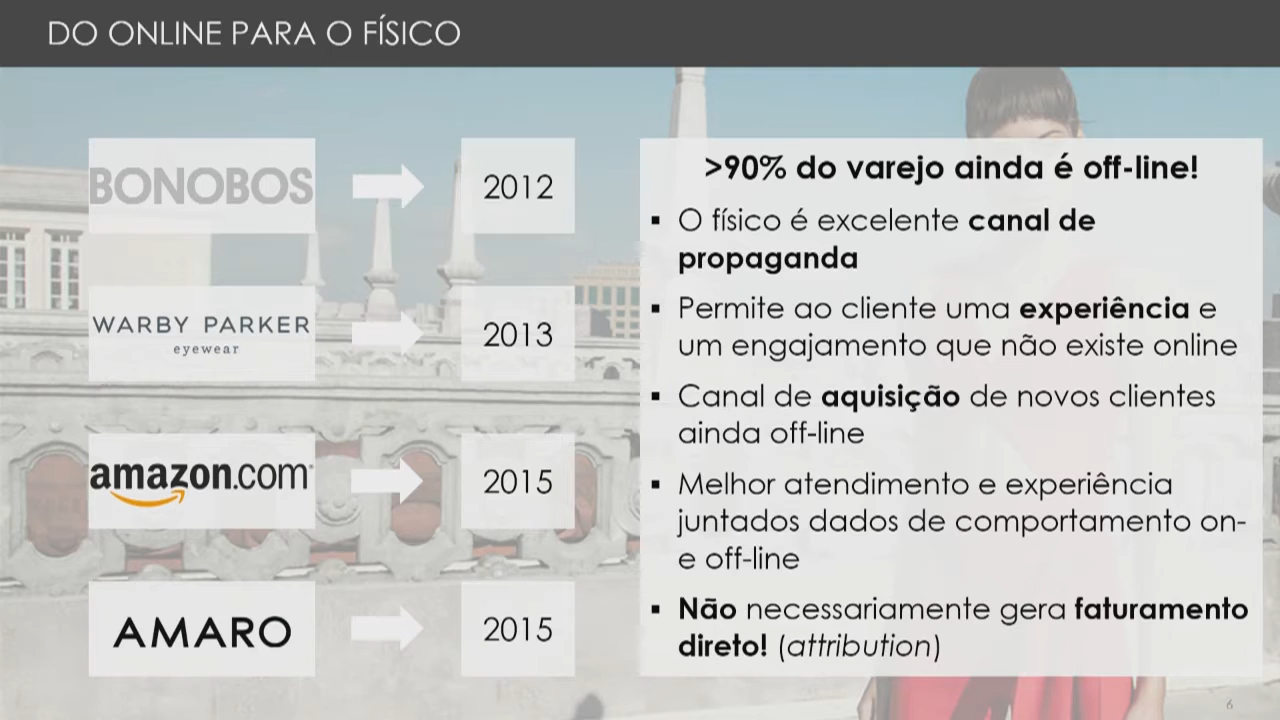 DO ONLINE PARA O FÍSICO
BONOBOS
2012
WARBY PARKER
eyewear
2013
amazon.com
2015
AMARO
2015
>90% do varejo ainda é off-line!
▪ O físico é excelente canal de
propaganda
▪ Permite ao cliente uma experiência e
um engajamento que não existe online
▪ Canal de aquisição de novos clientes
ainda off-line
▪ Melhor atendimento e experiência
juntados dados de comportamento on-
e off-line
▪ Não necessariamente gera faturamento
direto! (attribution)
6